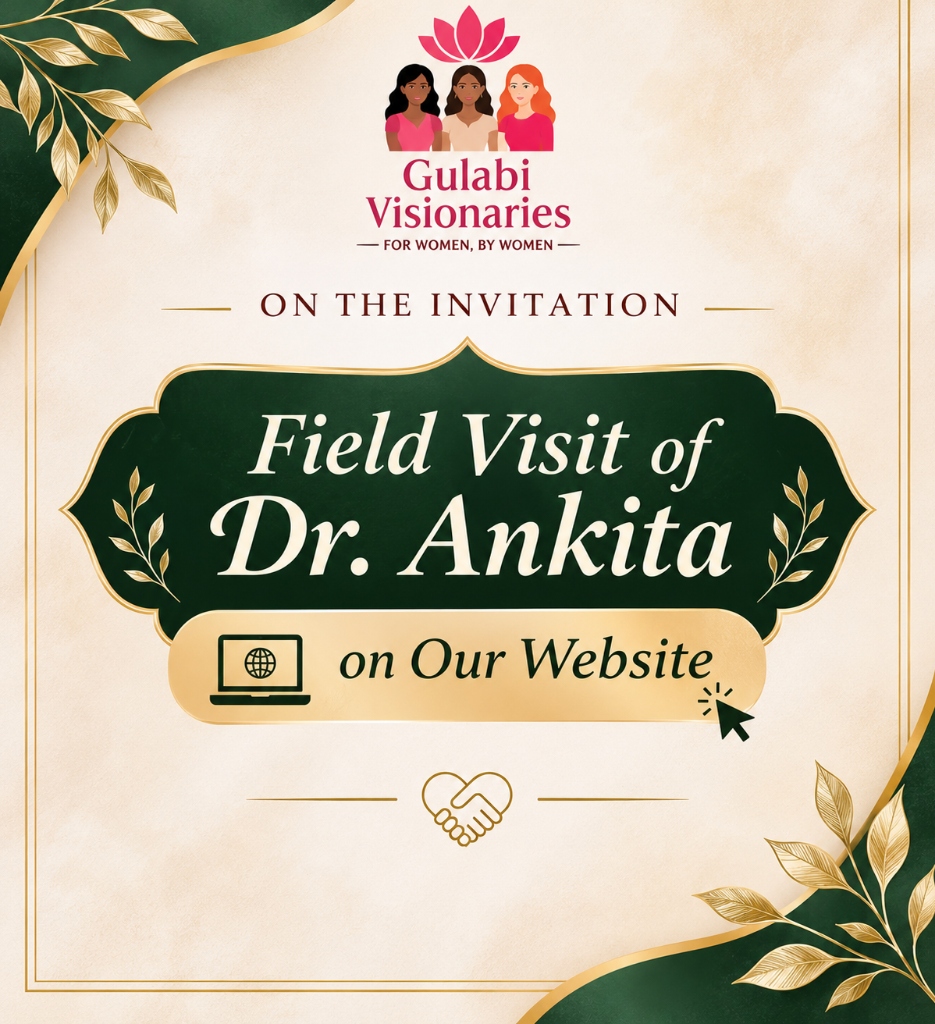 Gulabi
Visionaries
FOR WOMEN, BY WOMEN
ON THE INVITATION
Field Visit of
Dr. Ankita
on Our Website